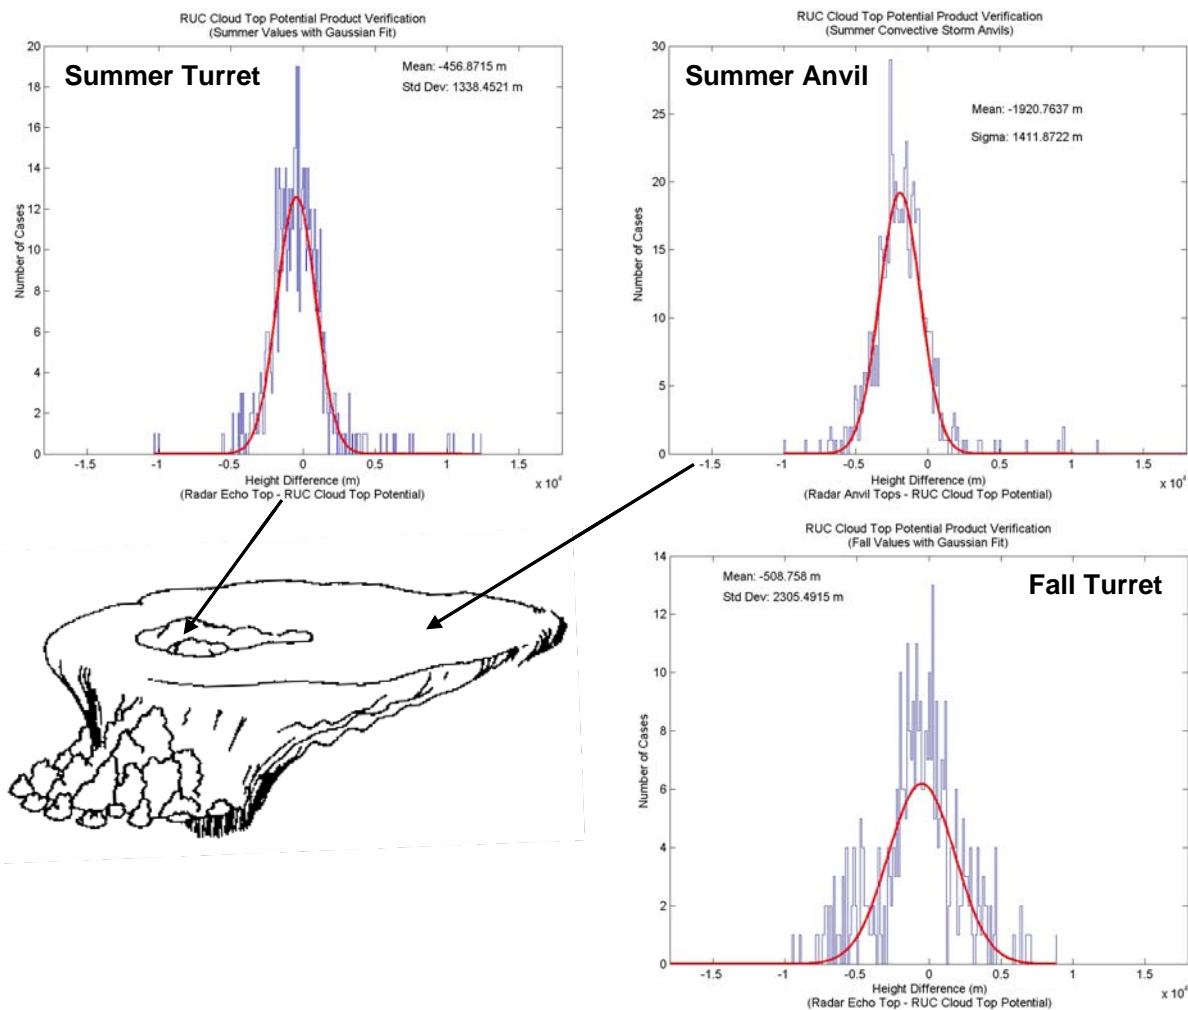 RUC Cloud Top Potential Product Verification
(Summer Values with Gaussian Fit)
Summer Turret
Mean: -456.8715 m
Std Dev: 1338.4521 m
20
18
16
14
12
10
8
6
4
2
0
Number of Cases
-1.5
-1
-0.5
0
0.5
1
1.5
x 10⁴
Height Difference (m)
(Radar Echo Top - RUC Cloud Top Potential)
RUC Cloud Top Potential Product Verification
(Summer Convective Storm Anvils)
Summer Anvil
Mean: -1920.7637 m
Sigma: 1411.8722 m
30
25
20
15
10
5
0
Number of Cases
-1.5
-1
-0.5
0
0.5
1
1.5
x 10⁴
Height Difference (m)
(Radar Anvil Tops - RUC Cloud Top Potential)
RUC Cloud Top Potential Product Verification
(Fall Values with Gaussian Fit)
Mean: -508.758 m
Std Dev: 2305.4915 m
Fall Turret
14
12
10
8
6
4
2
0
Number of Cases
-1.5
-1
-0.5
0
0.5
1
1.5
x 10⁴
Height Difference (m)
(Radar Echo Top - RUC Cloud Top Potential)